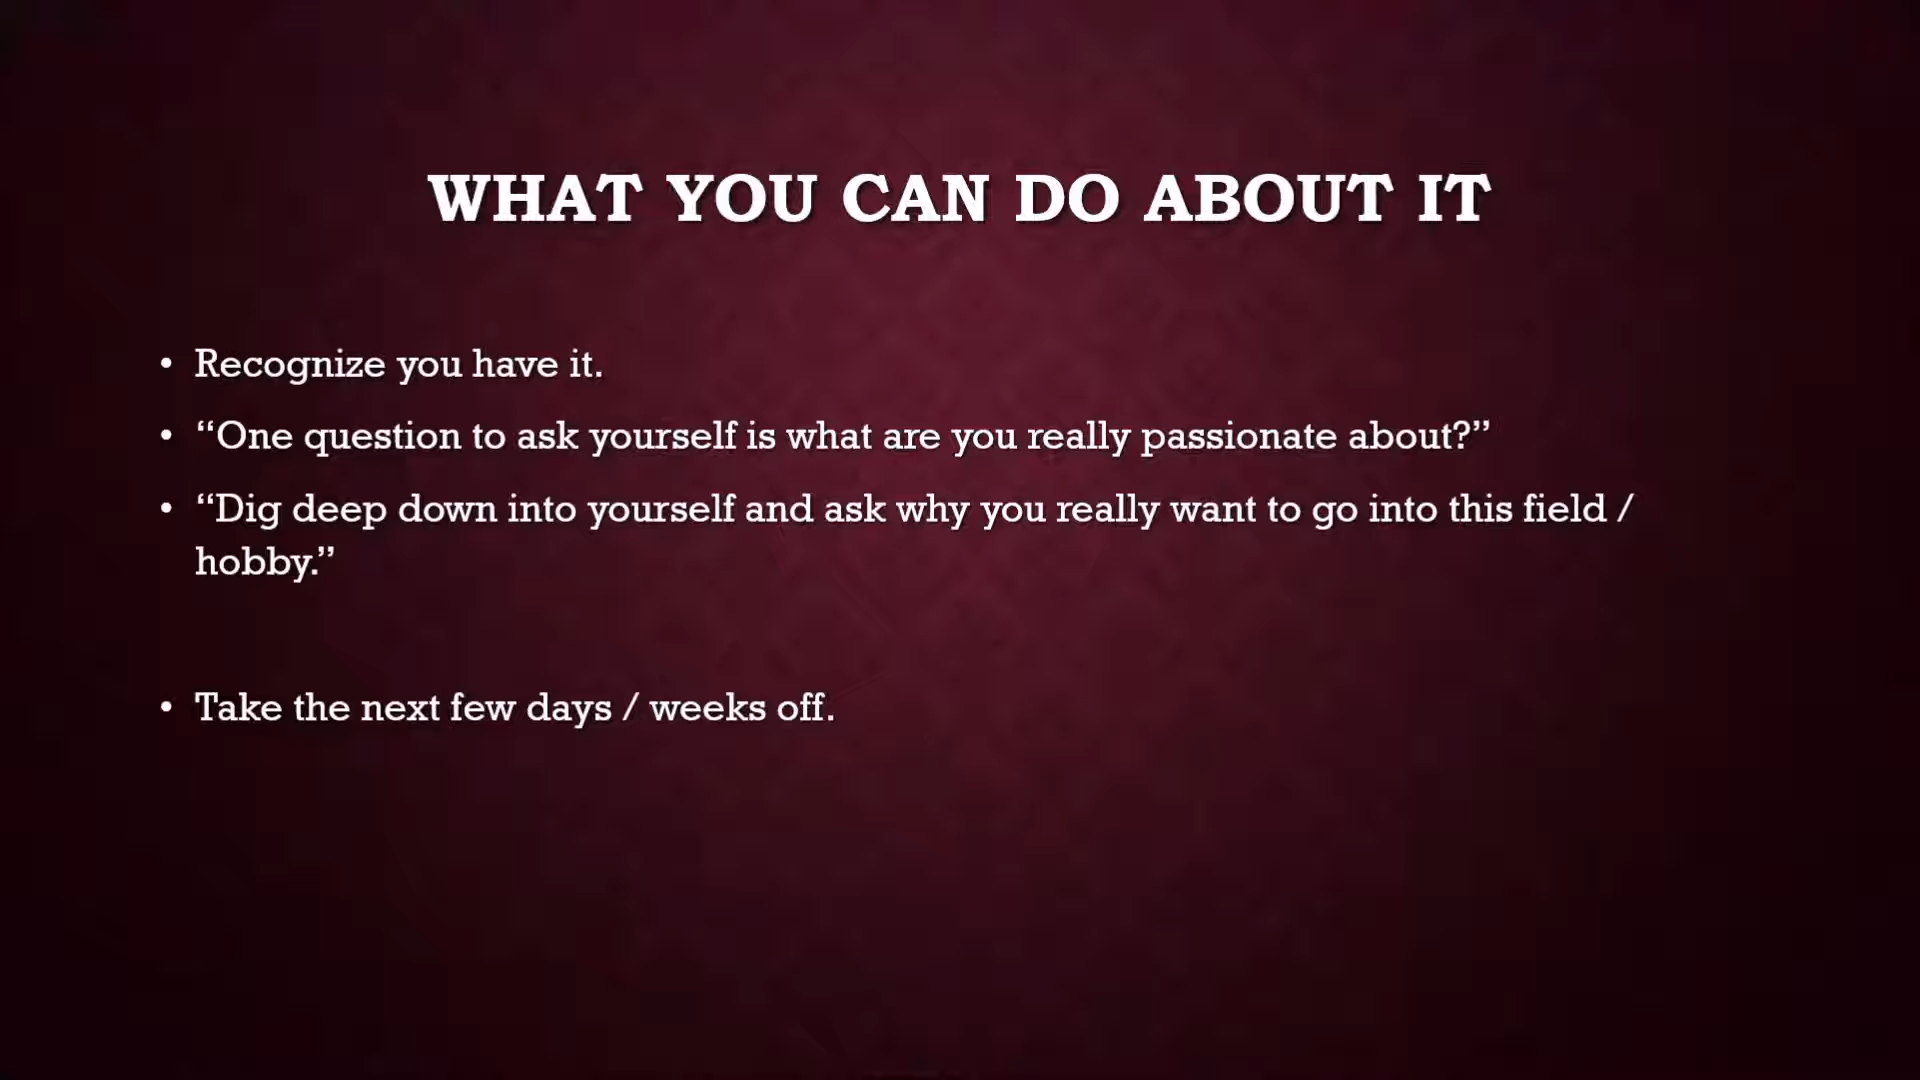 WHAT YOU CAN DO ABOUT IT
• Recognize you have it.
• “One question to ask yourself is what are you really passionate about?”
• “Dig deep down into yourself and ask why you really want to go into this field /
hobby.”
• Take the next few days / weeks off.